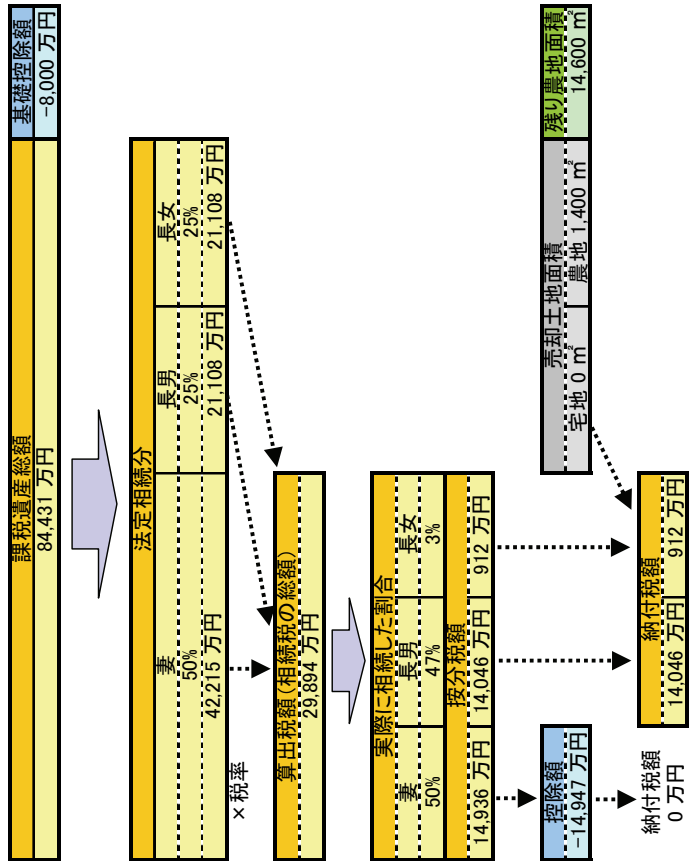 課税遺産総額 基礎控除額
84,431 万円 -8,000 万円
法定相続分
妻 長男 長女
50% 25% 25%
42,215 万円 21,108 万円 21,108 万円
×税率
算出税額(相続税の総額)
29,894 万円
実際に相続した割合
妻 長男 長女
50% 47% 3%
按分税額
14,936 万円 14,046 万円 912 万円
売却土地面積 残り農地面積
宅地 0 ㎡ 農地 1,400 ㎡ 14,600 ㎡
控除額
-14,947 万円
納付税額
14,046 万円 912 万円
納付税額
0 万円